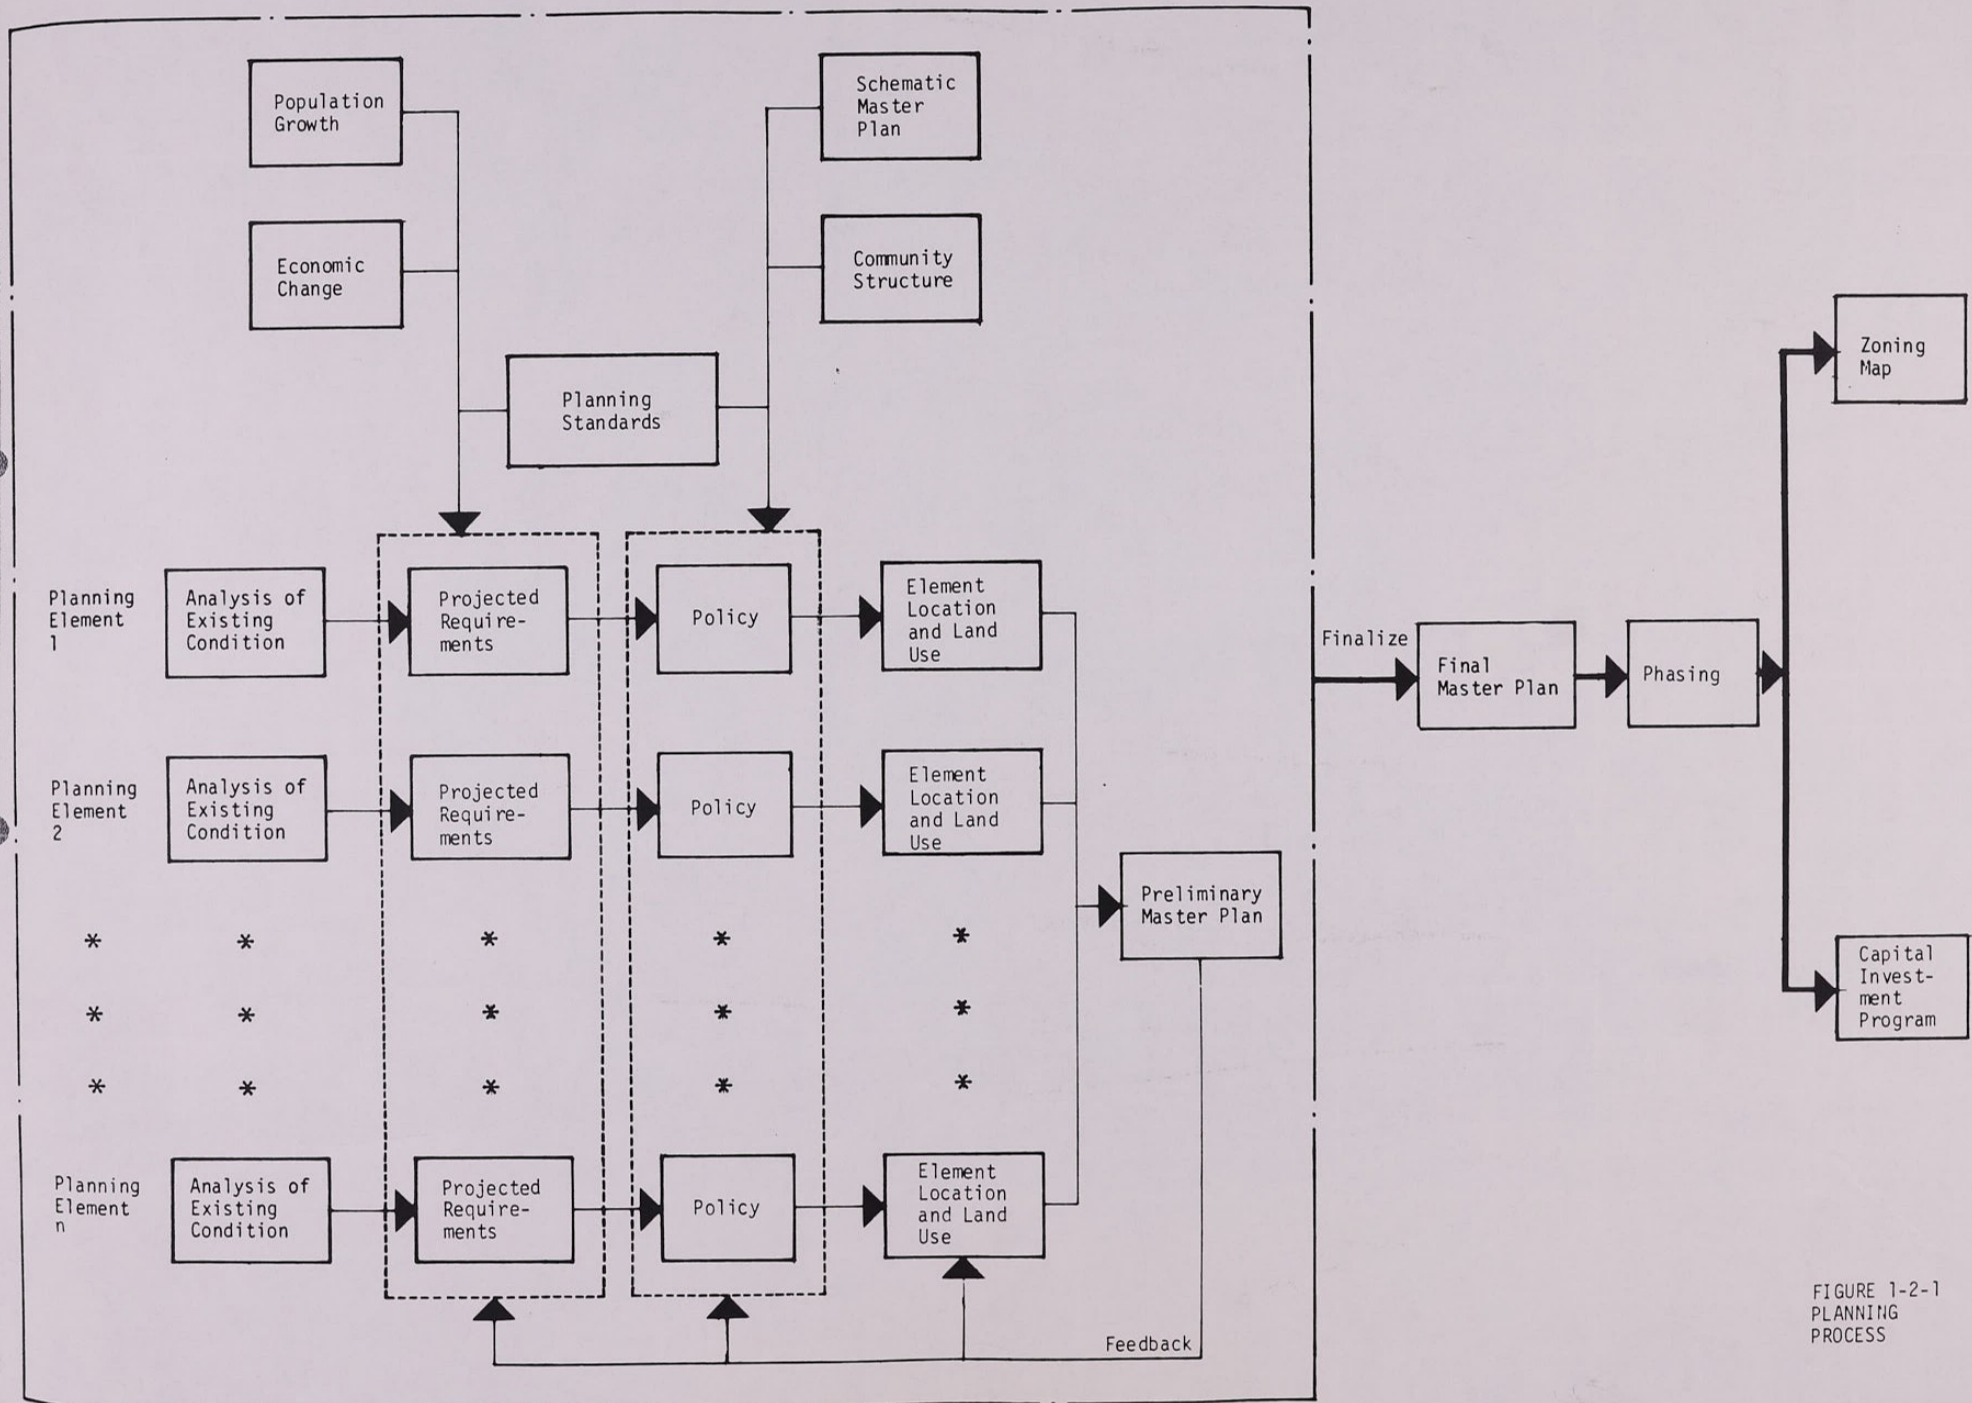 Population
Growth
Schematic
Master
Plan
Economic
Change
Community
Structure
Planning
Standards
Zoning
Map
Planning
Element
1
Analysis of
Existing
Condition
Projected
Require-
ments
Policy
Element
Location
and Land
Use
Finalize
Final
Master Plan
Phasing
Planning
Element
2
Analysis of
Existing
Condition
Projected
Require-
ments
Policy
Element
Location
and Land
Use
Preliminary
Master Plan
* * * * *
* * * * *
* * * * *
Capital
Invest-
ment
Program
Planning
Element
n
Analysis of
Existing
Condition
Projected
Require-
ments
Policy
Element
Location
and Land
Use
Feedback
FIGURE 1-2-1
PLANNING
PROCESS